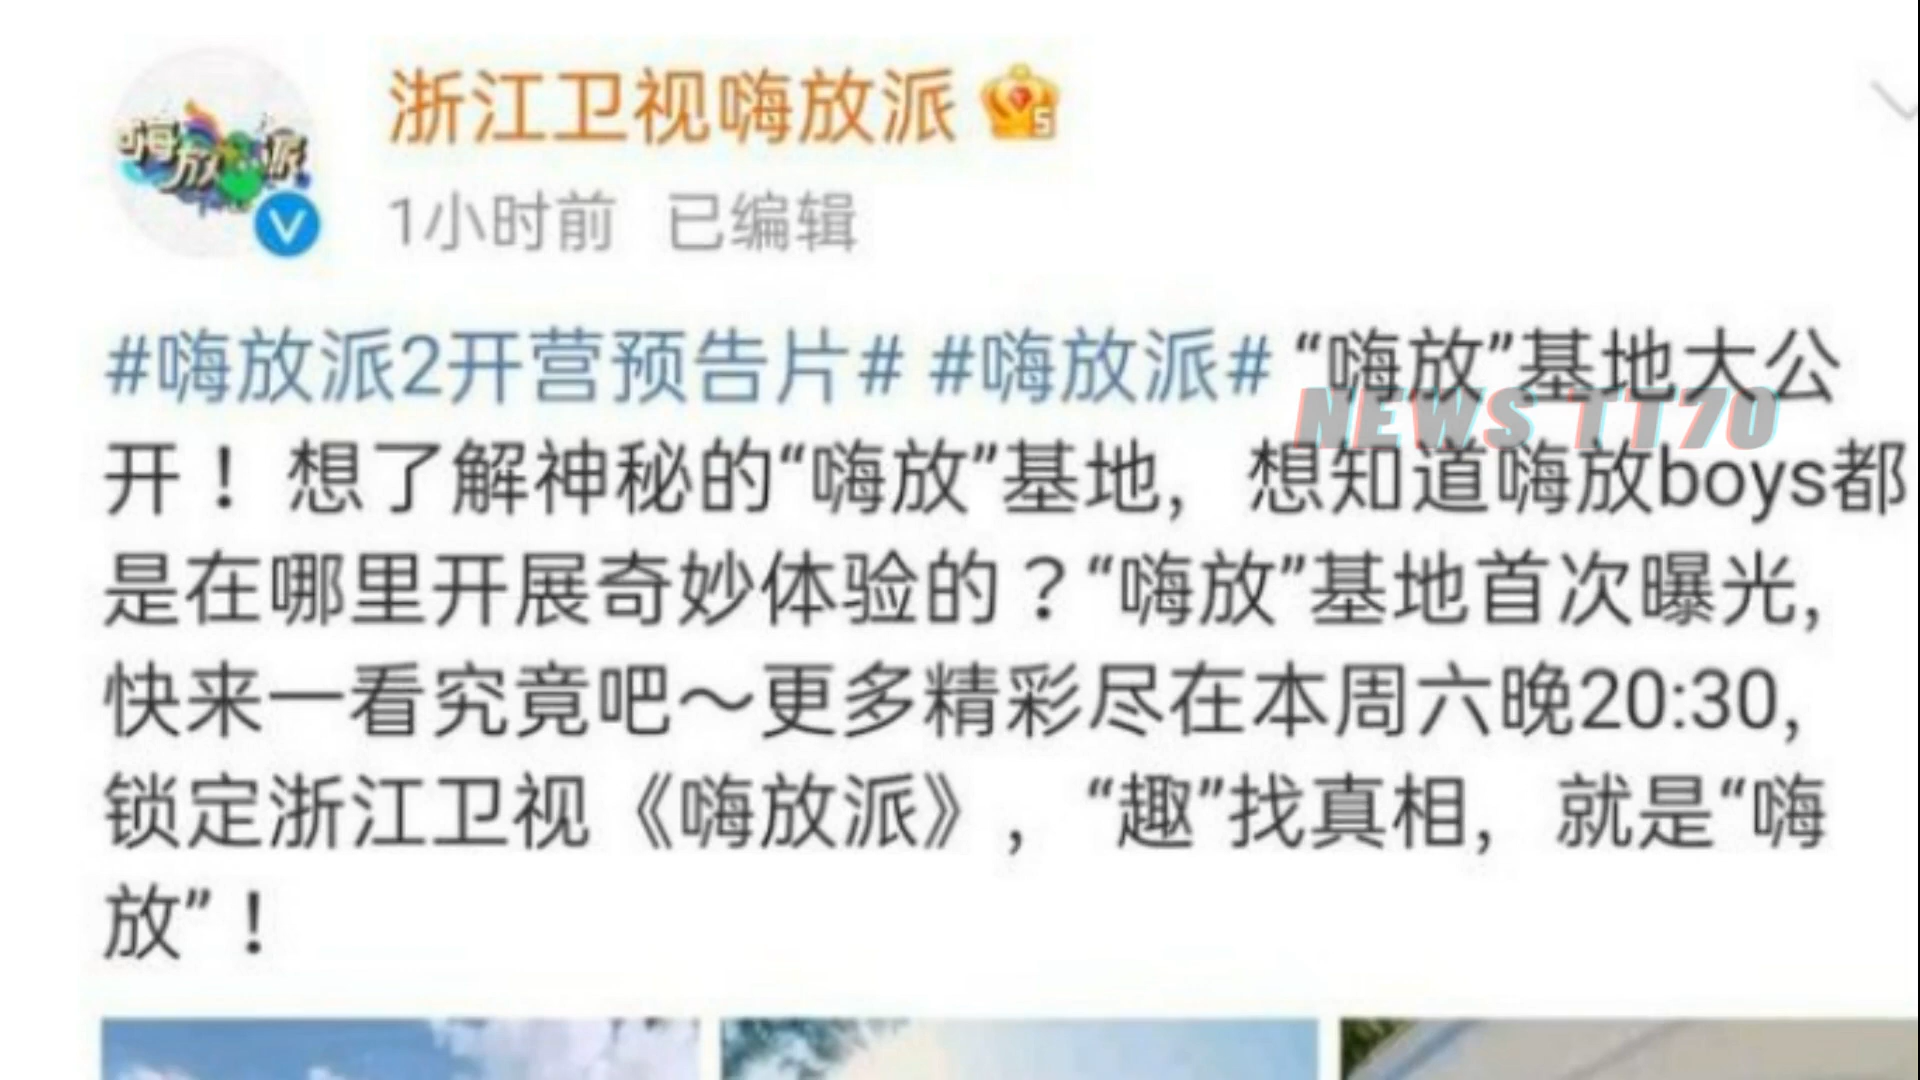 嗨放派
浙江卫视嗨放派
1小时前 已编辑
#嗨放派2开营预告片# #嗨放派# “嗨放”基地大公
NEWS TT70
开！想了解神秘的“嗨放”基地，想知道嗨放boys都
是在哪里开展奇妙体验的？“嗨放”基地首次曝光，
快来一看究竟吧～更多精彩尽在本周六晚20:30，
锁定浙江卫视《嗨放派》，“趣”找真相，就是“嗨
放”！